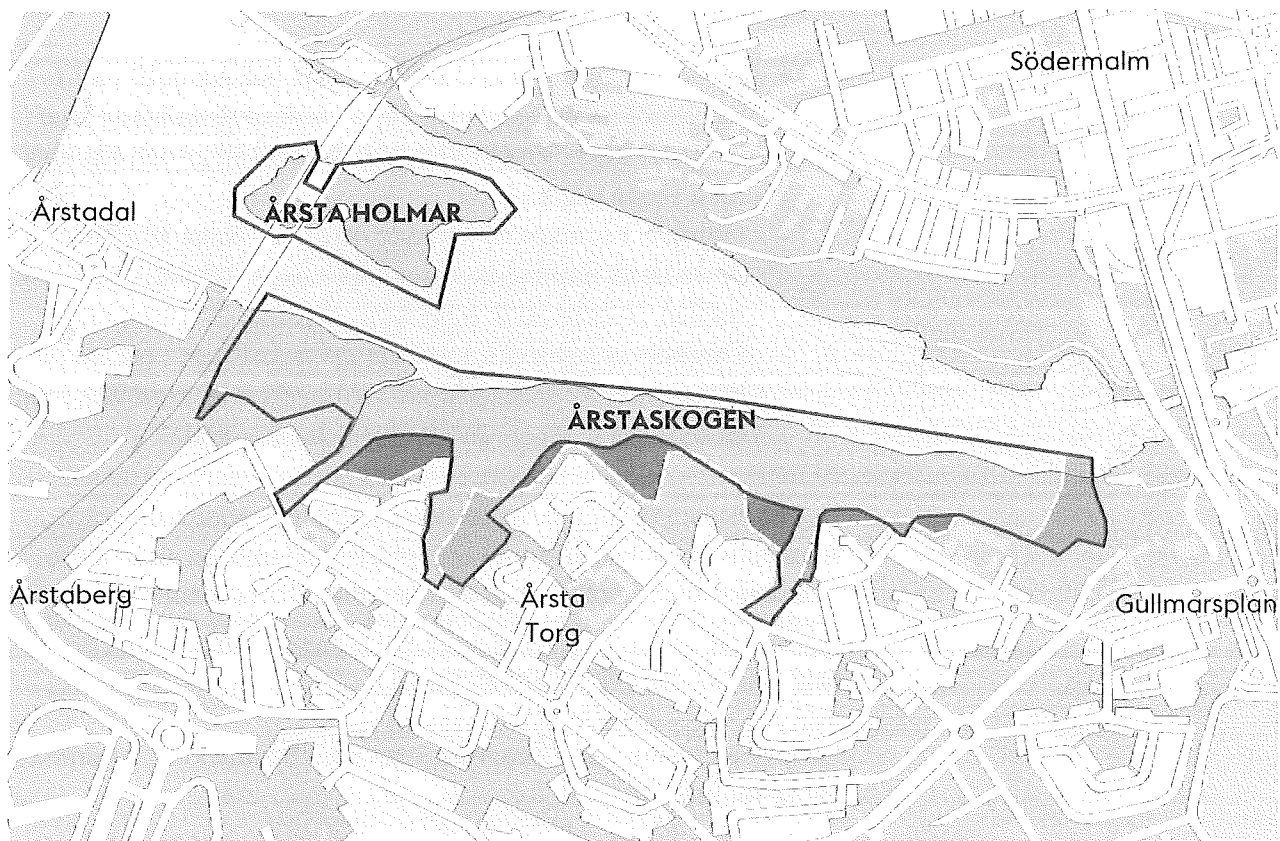 Södermalm
Årstadal
ÅRSTA HOLMAR
ÅRSTASKOGEN
Årstaberg
Årsta
Torg
Gullmarsplan